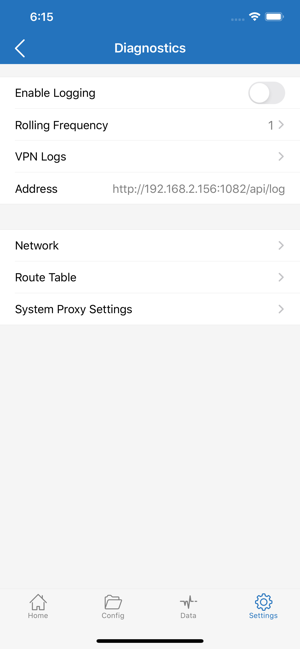 6:15
Diagnostics
Enable Logging
Rolling Frequency 1
VPN Logs
Address http://192.168.2.156:1082/api/log
Network
Route Table
System Proxy Settings
Home Config Data Settings